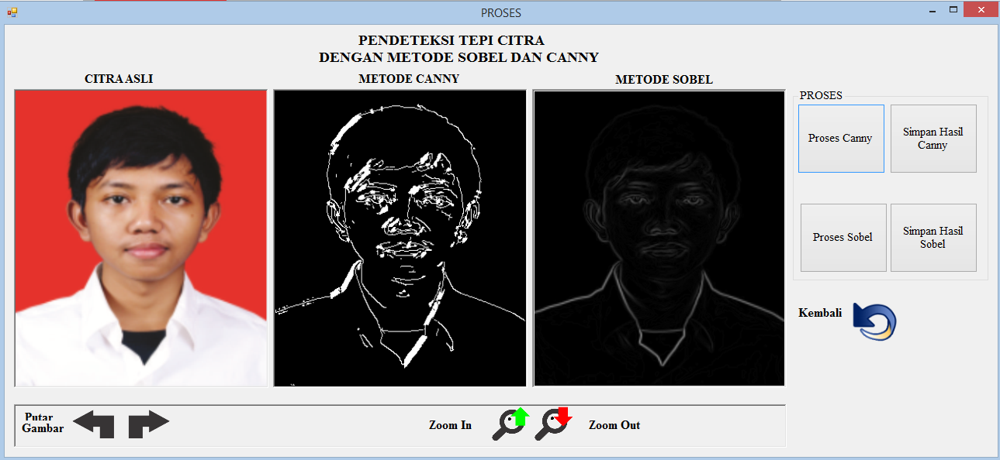 PROSES
PENDETEKSI TEPI CITRA
DENGAN METODE SOBEL DAN CANNY
CITRA ASLI
METODE CANNY
METODE SOBEL
PROSES
Proses Canny
Simpan Hasil
Canny
Proses Sobel
Simpan Hasil
Sobel
Kembali
Putar
Gambar
Zoom In
Zoom Out